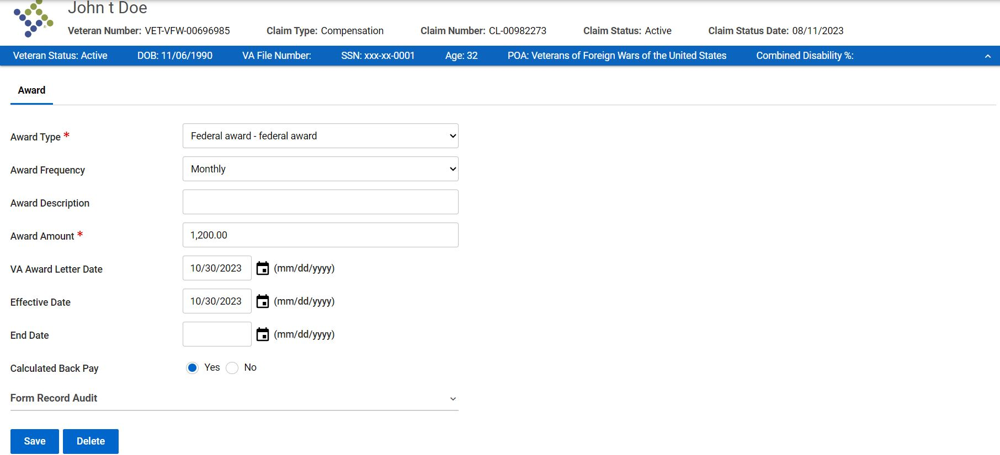 John t Doe
Veteran Number: VET-VFW-00696985 Claim Type: Compensation Claim Number: CL-00982273 Claim Status: Active Claim Status Date: 08/11/2023
Veteran Status: Active DOB: 11/06/1990 VA File Number: SSN: xxx-xx-0001 Age: 32 POA: Veterans of Foreign Wars of the United States Combined Disability %:
Award
Award Type * Federal award - federal award
Award Frequency Monthly
Award Description
Award Amount * 1,200.00
VA Award Letter Date 10/30/2023 (mm/dd/yyyy)
Effective Date 10/30/2023 (mm/dd/yyyy)
End Date (mm/dd/yyyy)
Calculated Back Pay Yes No
Form Record Audit
Save Delete